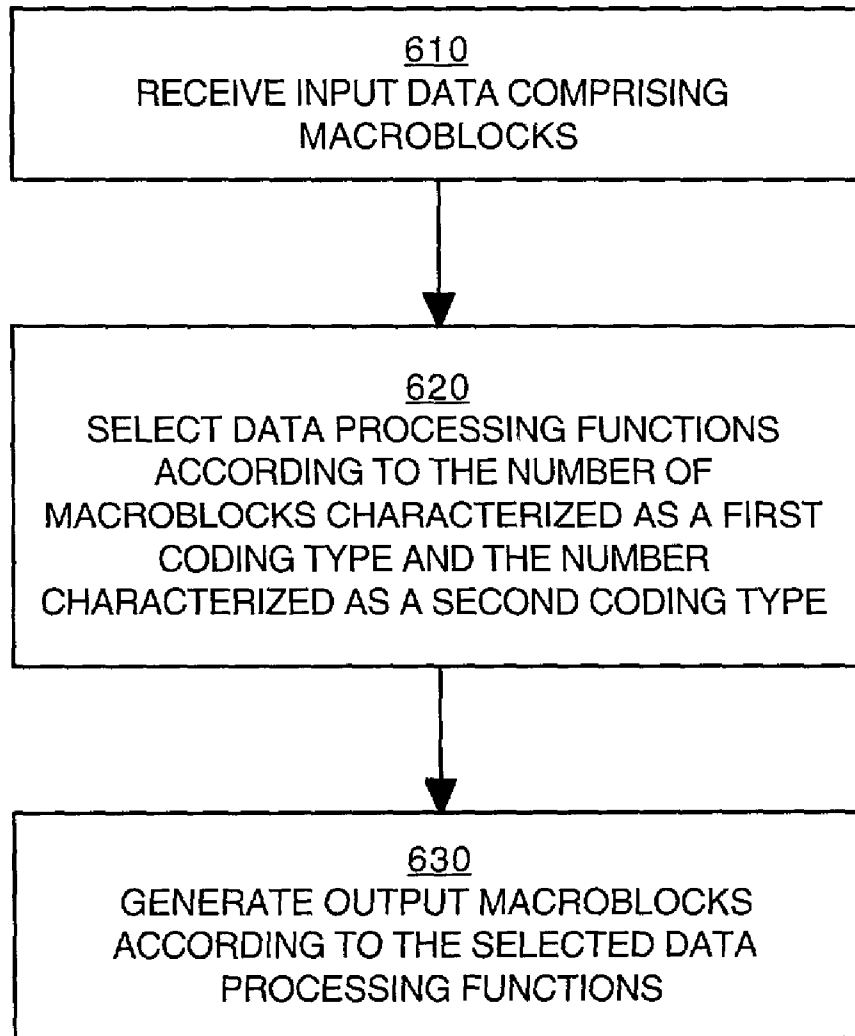 610
RECEIVE INPUT DATA COMPRISING
MACROBLOCKS
620
SELECT DATA PROCESSING FUNCTIONS
ACCORDING TO THE NUMBER OF
MACROBLOCKS CHARACTERIZED AS A FIRST
CODING TYPE AND THE NUMBER
CHARACTERIZED AS A SECOND CODING TYPE
630
GENERATE OUTPUT MACROBLOCKS
ACCORDING TO THE SELECTED DATA
PROCESSING FUNCTIONS